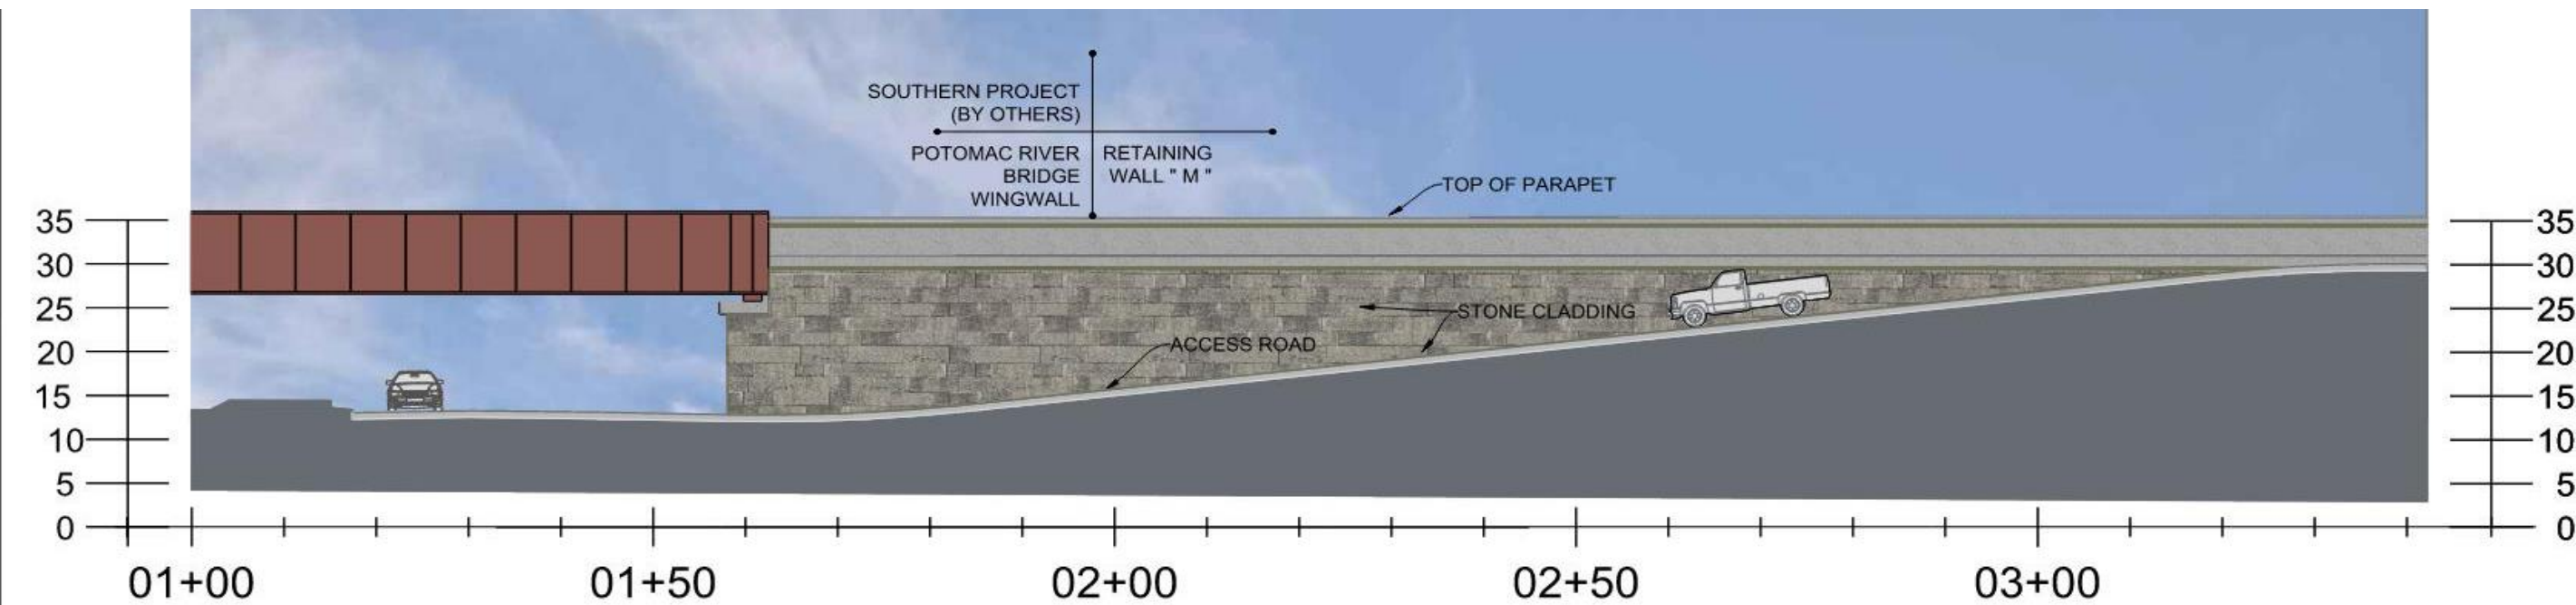 SOUTHERN PROJECT
(BY OTHERS)
POTOMAC RIVER
BRIDGE
WINGWALL
RETAINING
WALL " M "
TOP OF PARAPET
STONE CLADDING
ACCESS ROAD
35
30
25
20
15
10
5
0
35
30
25
20
15
10
5
0
01+00 01+50 02+00 02+50 03+00